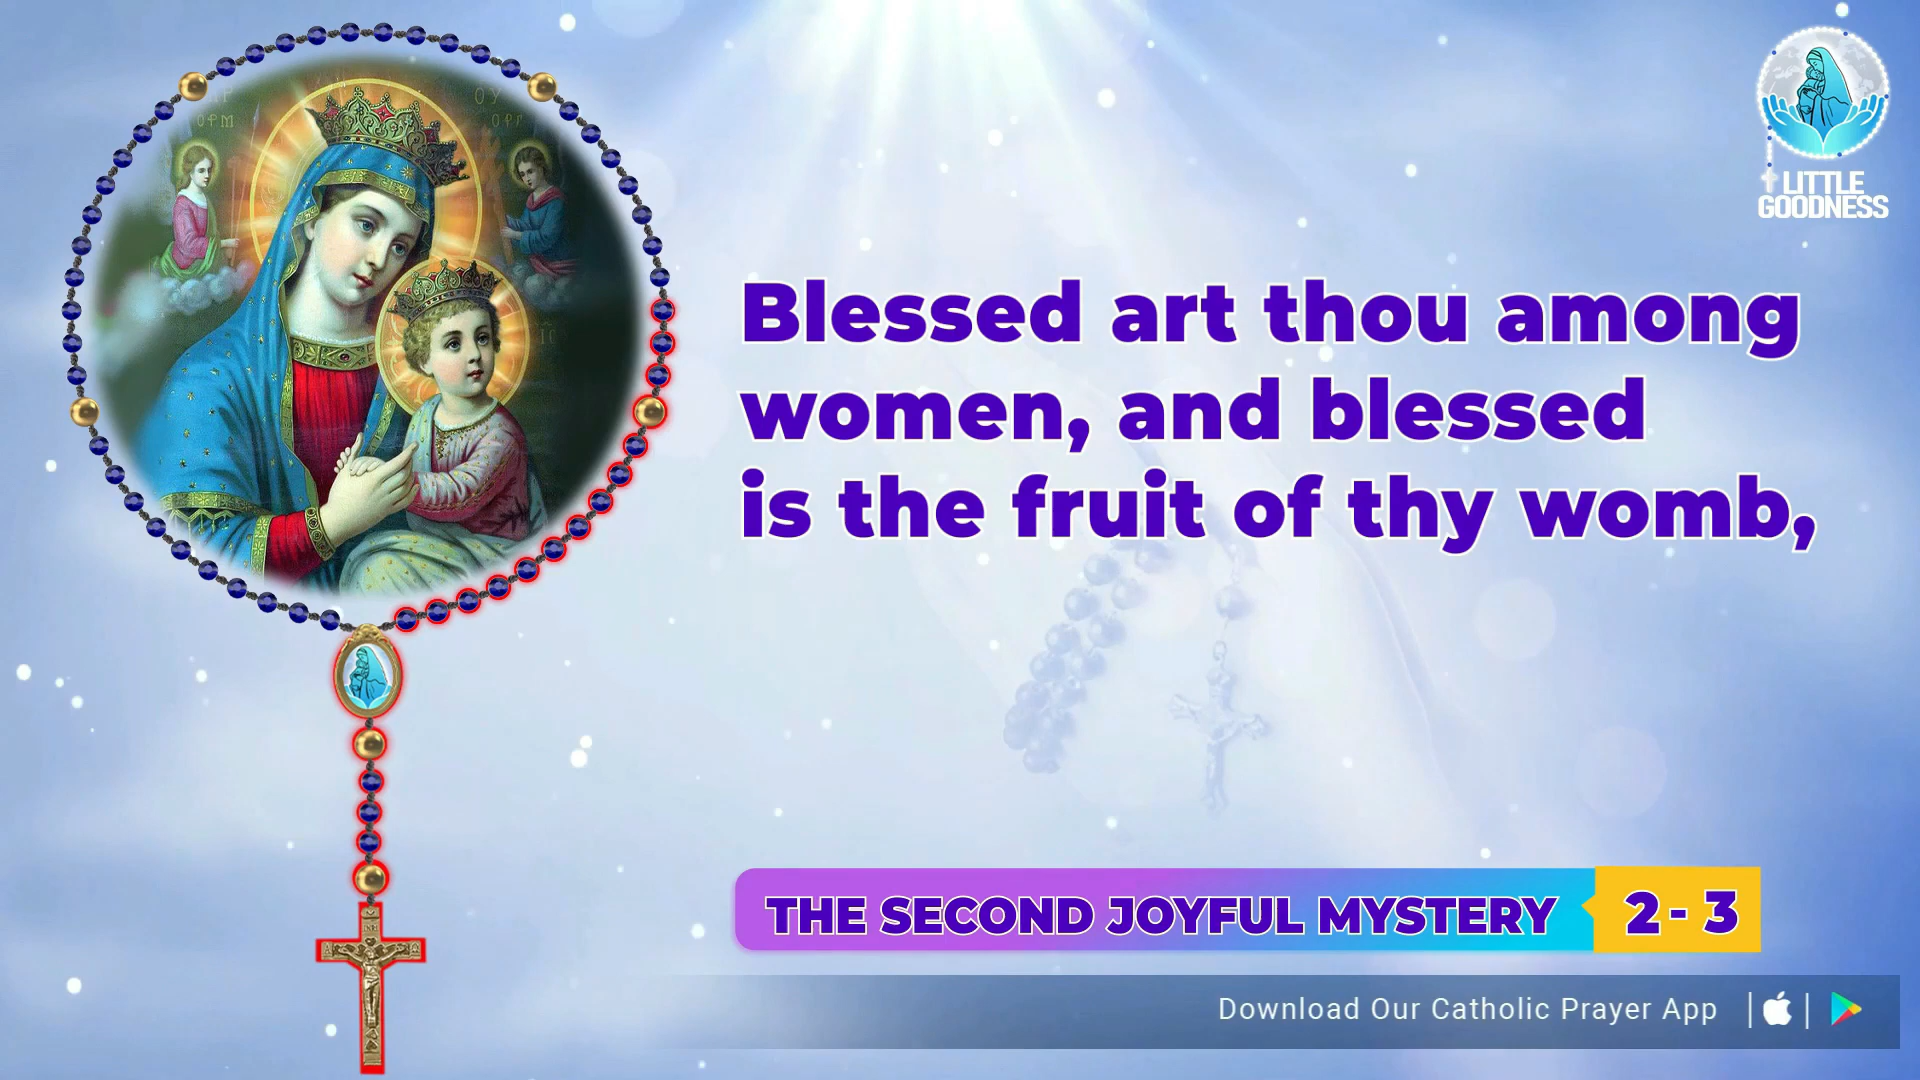 LITTLE
GOODNESS
Blessed art thou among
women, and blessed
is the fruit of thy womb,
THE SECOND JOYFUL MYSTERY 2 - 3
Download Our Catholic Prayer App